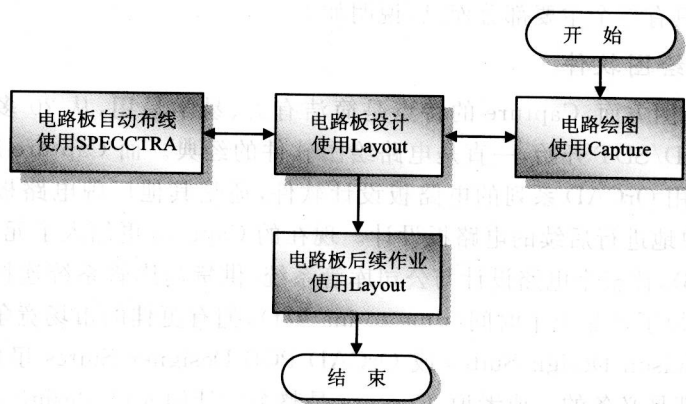 开 始
电路板自动布线
使用SPECCTRA
电路板设计
使用Layout
电路绘图
使用Capture
电路板后续作业
使用Layout
结 束